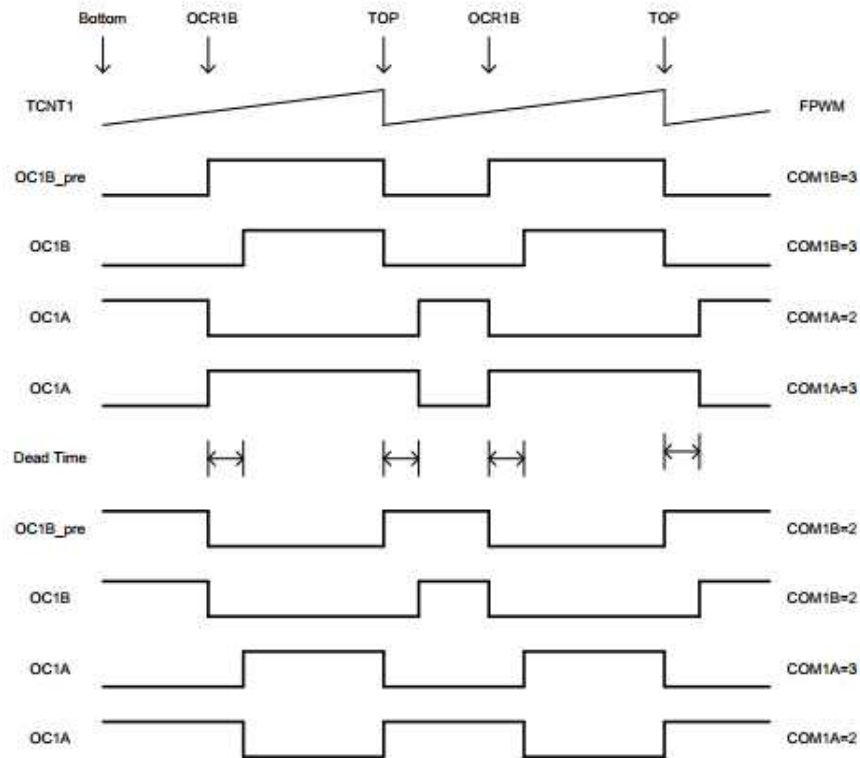 Bottom OCR1B TOP OCR1B TOP
TCNT1 FPWM
OC1B_pre COM1B=3
OC1B COM1B=3
OC1A COM1A=2
OC1A COM1A=3
Dead Time
OC1B_pre COM1B=2
OC1B COM1B=2
OC1A COM1A=3
OC1A COM1A=2